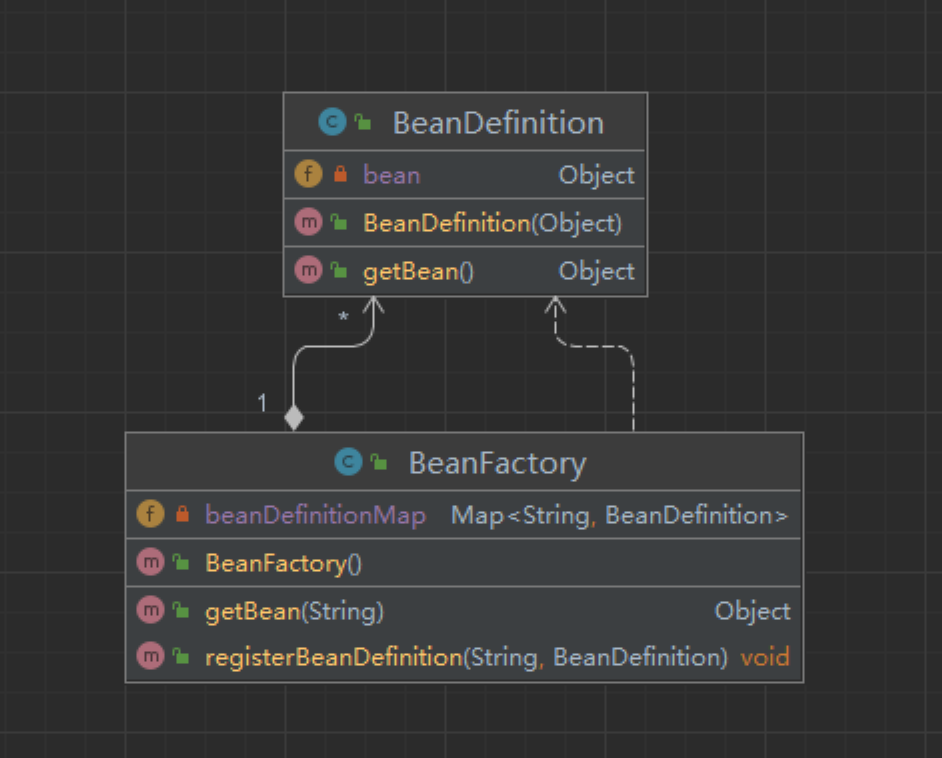 BeanDefinition
bean Object
BeanDefinition(Object)
getBean() Object
*
1
BeanFactory
beanDefinitionMap Map<String, BeanDefinition>
BeanFactory()
getBean(String) Object
registerBeanDefinition(String, BeanDefinition) void